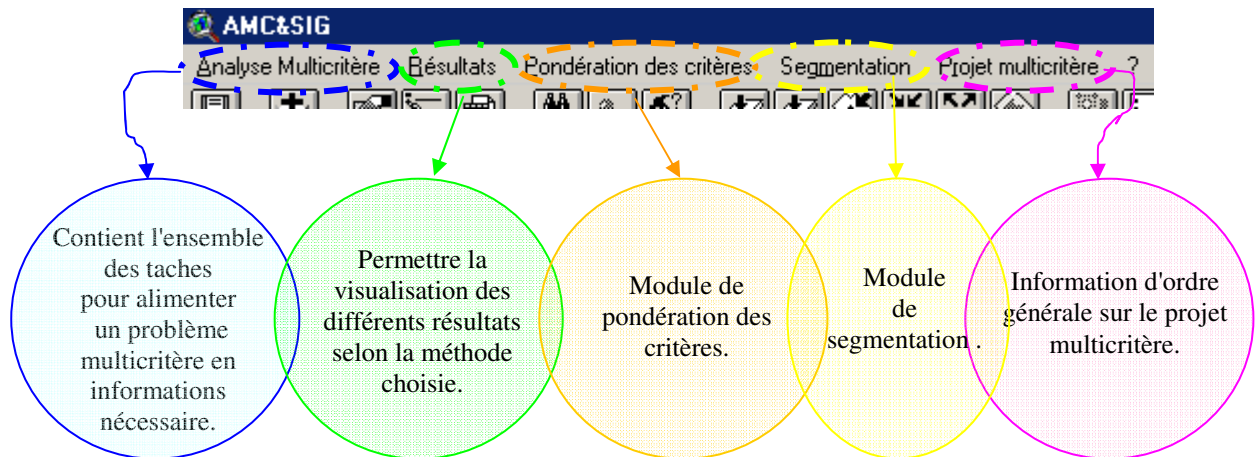 AMC&SIG
Analyse Multicritère Résultats Pondération des critères Segmentation Projet multicritère ?
Contient l'ensemble
des taches
pour alimenter
un problème
multicritère en
informations
nécessaire.
Permettre la
visualisation des
différents résultats
selon la méthode
choisie.
Module de
pondération des
critères.
Module
de
segmentation .
Information d'ordre
générale sur le projet
multicritère.